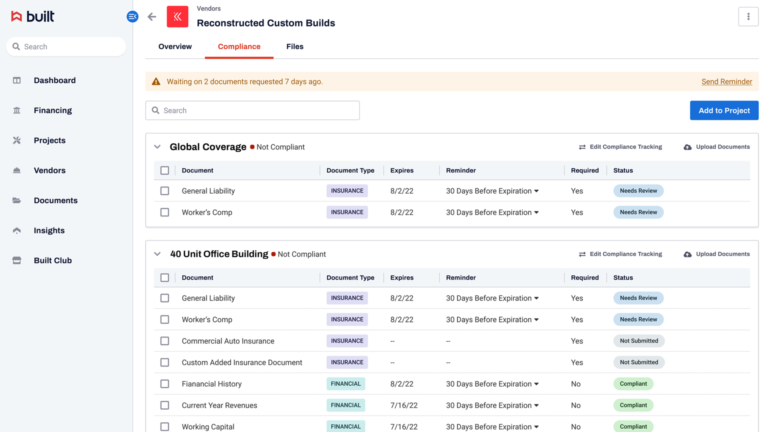 built
Vendors
Reconstructed Custom Builds
Search
Overview Compliance Files
Dashboard
Financing
Projects
Vendors
Documents
Insights
Built Club
Waiting on 2 documents requested 7 days ago. Send Reminder
Search Add to Project
Global Coverage Not Compliant Edit Compliance Tracking Upload Documents
Document Document Type Expires Reminder Required Status
General Liability INSURANCE 8/2/22 30 Days Before Expiration Yes Needs Review
Worker's Comp INSURANCE 8/2/22 30 Days Before Expiration Yes Needs Review
40 Unit Office Building Not Compliant Edit Compliance Tracking Upload Documents
Document Document Type Expires Reminder Required Status
General Liability INSURANCE 8/2/22 30 Days Before Expiration Yes Needs Review
Worker's Comp INSURANCE 8/2/22 30 Days Before Expiration Yes Needs Review
Commercial Auto Insurance INSURANCE -- -- Yes Not Submitted
Custom Added Insurance Document INSURANCE -- -- Yes Not Submitted
Fianancial History FINANCIAL 8/2/22 30 Days Before Expiration No Compliant
Current Year Revenues FINANCIAL 7/16/22 30 Days Before Expiration No Compliant
Working Capital FINANCIAL 7/16/22 30 Days Before Expiration No Compliant